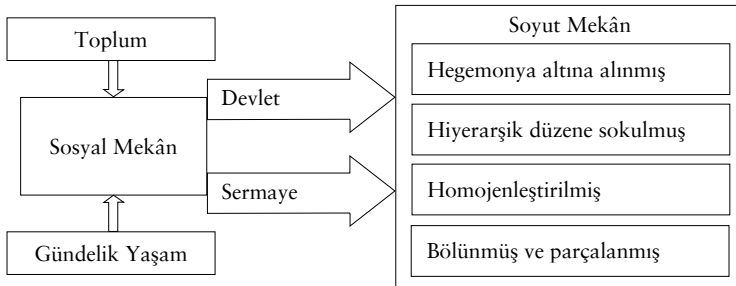 Toplum
Sosyal Mekân
Gündelik Yaşam
Devlet
Sermaye
Soyut Mekân
Hegemonya altına alınmış
Hiyerarşik düzene sokulmuş
Homojenleştirilmiş
Bölünmüş ve parçalanmış